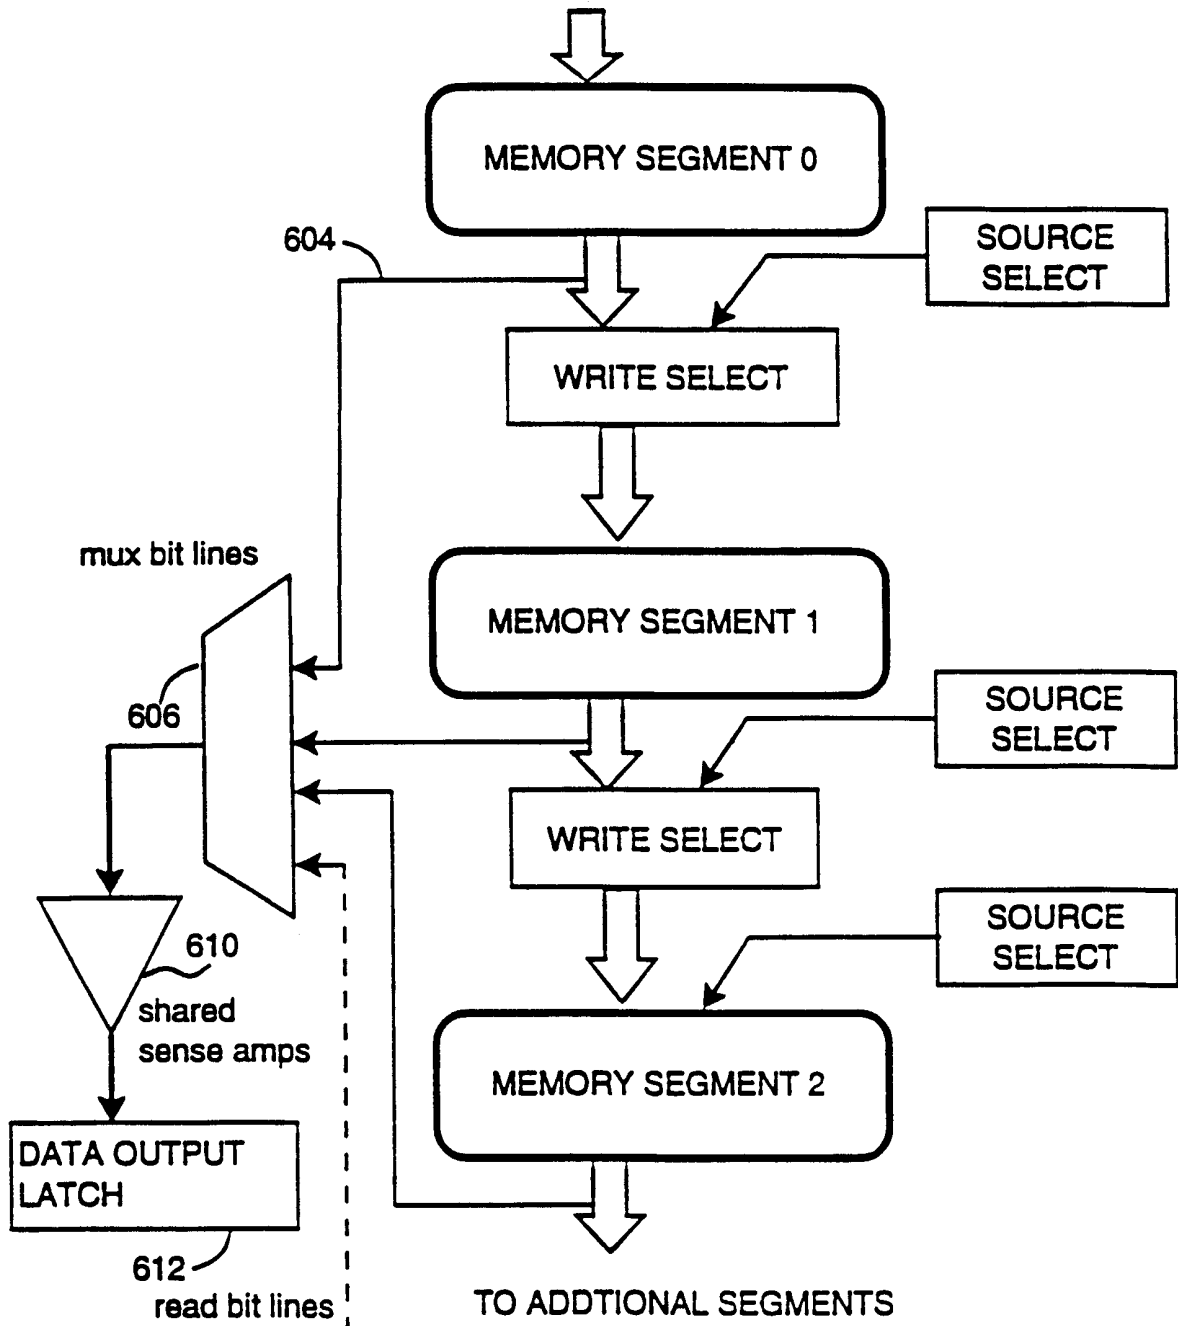 MEMORY SEGMENT 0
604
SOURCE
SELECT
WRITE SELECT
mux bit lines
MEMORY SEGMENT 1
606
SOURCE
SELECT
WRITE SELECT
610
SOURCE
SELECT
shared
sense amps
MEMORY SEGMENT 2
DATA OUTPUT
LATCH
612
read bit lines
TO ADDTIONAL SEGMENTS